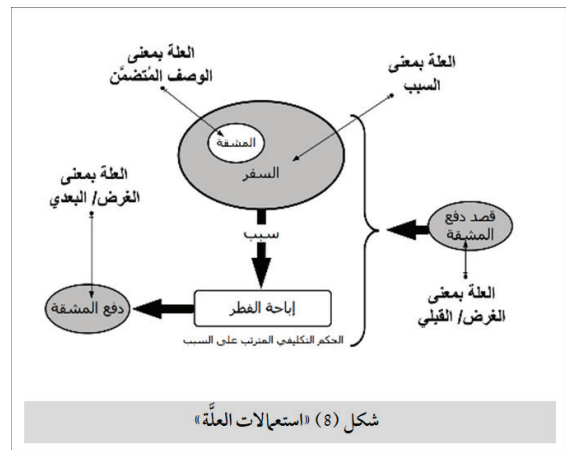 العلة بمعنى
الوصف المُتضمَّن
العلة بمعنى
السبب
المشقة
السفر
العلة بمعنى
الغرض/ البعدي
قصد دفع
المشقة
سبب
دفع المشقة
إباحة الفطر
العلة بمعنى
الغرض/ القبلي
الحكم التكليفي المترتب على السبب
شكل (8) «استعمالات العلَّة»